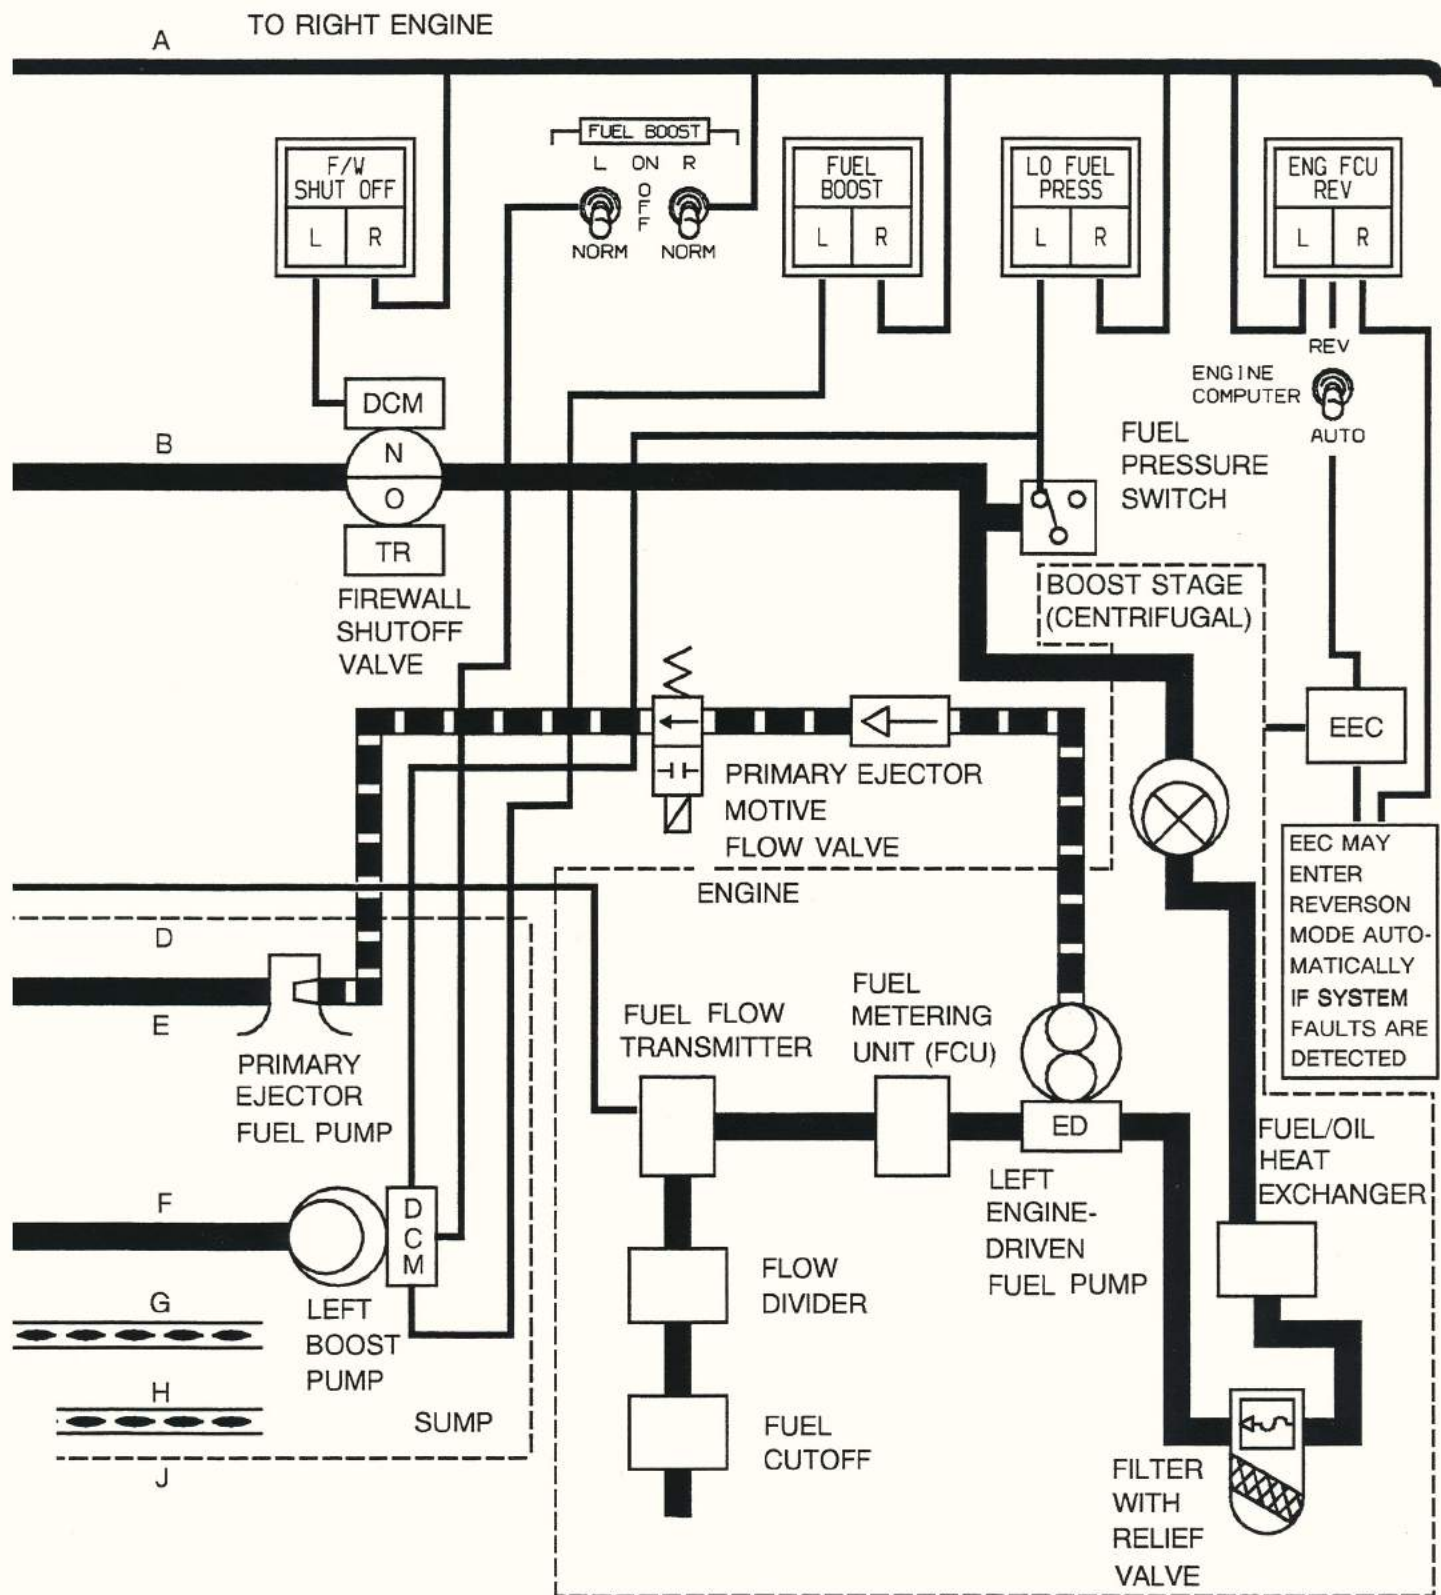 TO RIGHT ENGINE
A
FUEL BOOST
L ON R
OFF
NORM NORM
F/W
SHUT OFF
L R
FUEL
BOOST
L R
LO FUEL
PRESS
L R
ENG FCU
REV
L R
REV
ENGINE
COMPUTER
AUTO
DCM
B
N
O
TR
FIREWALL
SHUTOFF
VALVE
FUEL
PRESSURE
SWITCH
BOOST STAGE
(CENTRIFUGAL)
EEC
PRIMARY EJECTOR
MOTIVE
FLOW VALVE
EEC MAY
ENTER
REVERSON
MODE AUTO-
MATICALLY
IF SYSTEM
FAULTS ARE
DETECTED
ENGINE
D
E
PRIMARY
EJECTOR
FUEL PUMP
FUEL FLOW
TRANSMITTER
FUEL
METERING
UNIT (FCU)
ED
LEFT
ENGINE-
DRIVEN
FUEL PUMP
FUEL/OIL
HEAT
EXCHANGER
F
DCM
LEFT
BOOST
PUMP
G
H
SUMP
J
FLOW
DIVIDER
FUEL
CUTOFF
FILTER
WITH
RELIEF
VALVE